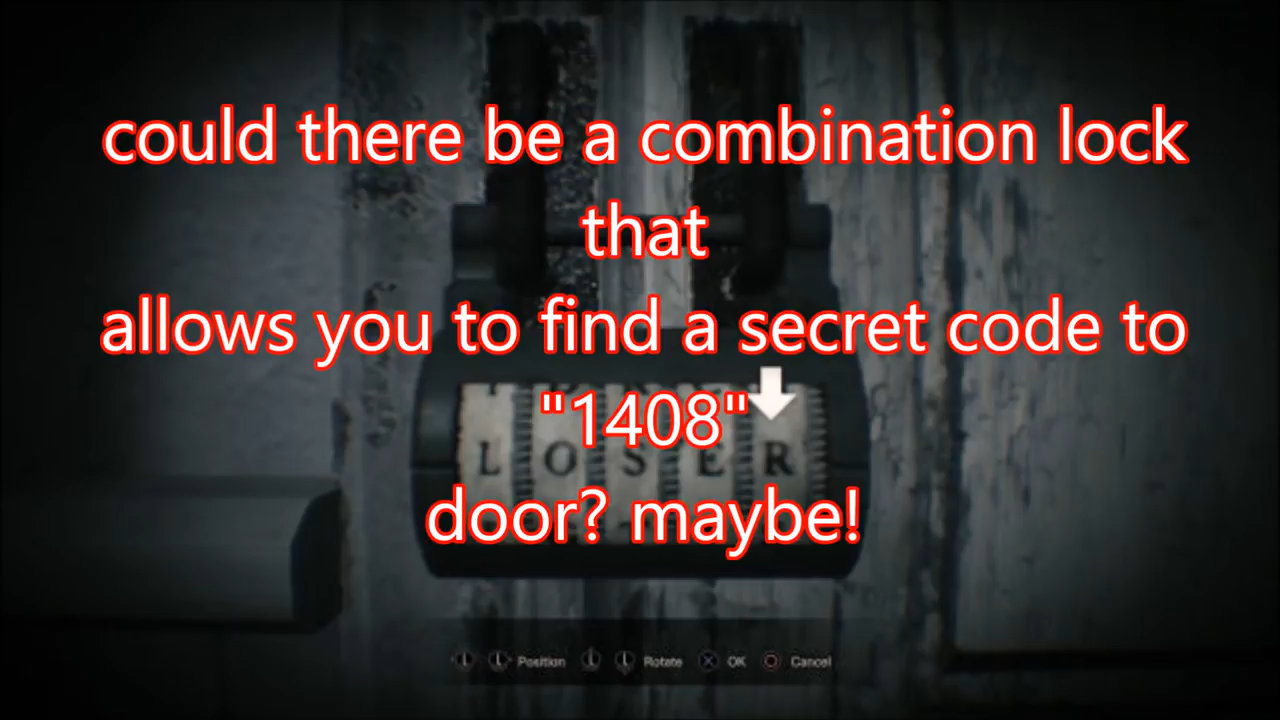 could there be a combination lock
that
allows you to find a secret code to
"1408"
L O S E R
door? maybe!
Position Rotate OK Cancel